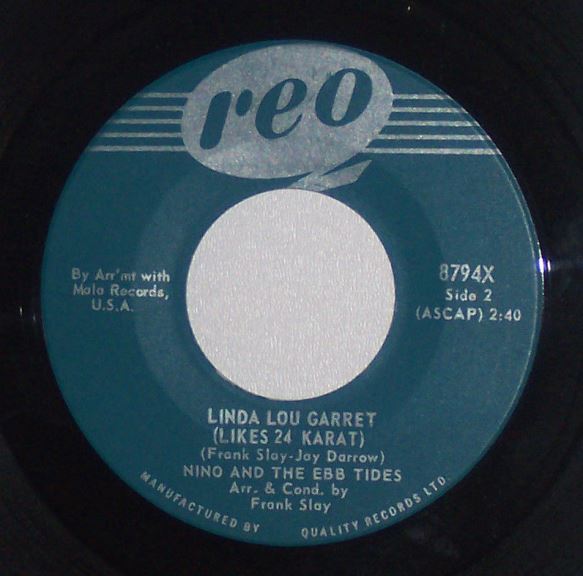 reo
By Arr'mt with
Mala Records,
U.S.A.
8794X
Side 2
(ASCAP) 2:40
LINDA LOU GARRET
(LIKES 24 KARAT)
(Frank Slay-Jay Darrow)
NINO AND THE EBB TIDES
Arr. & Cond. by
Frank Slay
MANUFACTURED BY QUALITY RECORDS LTD.